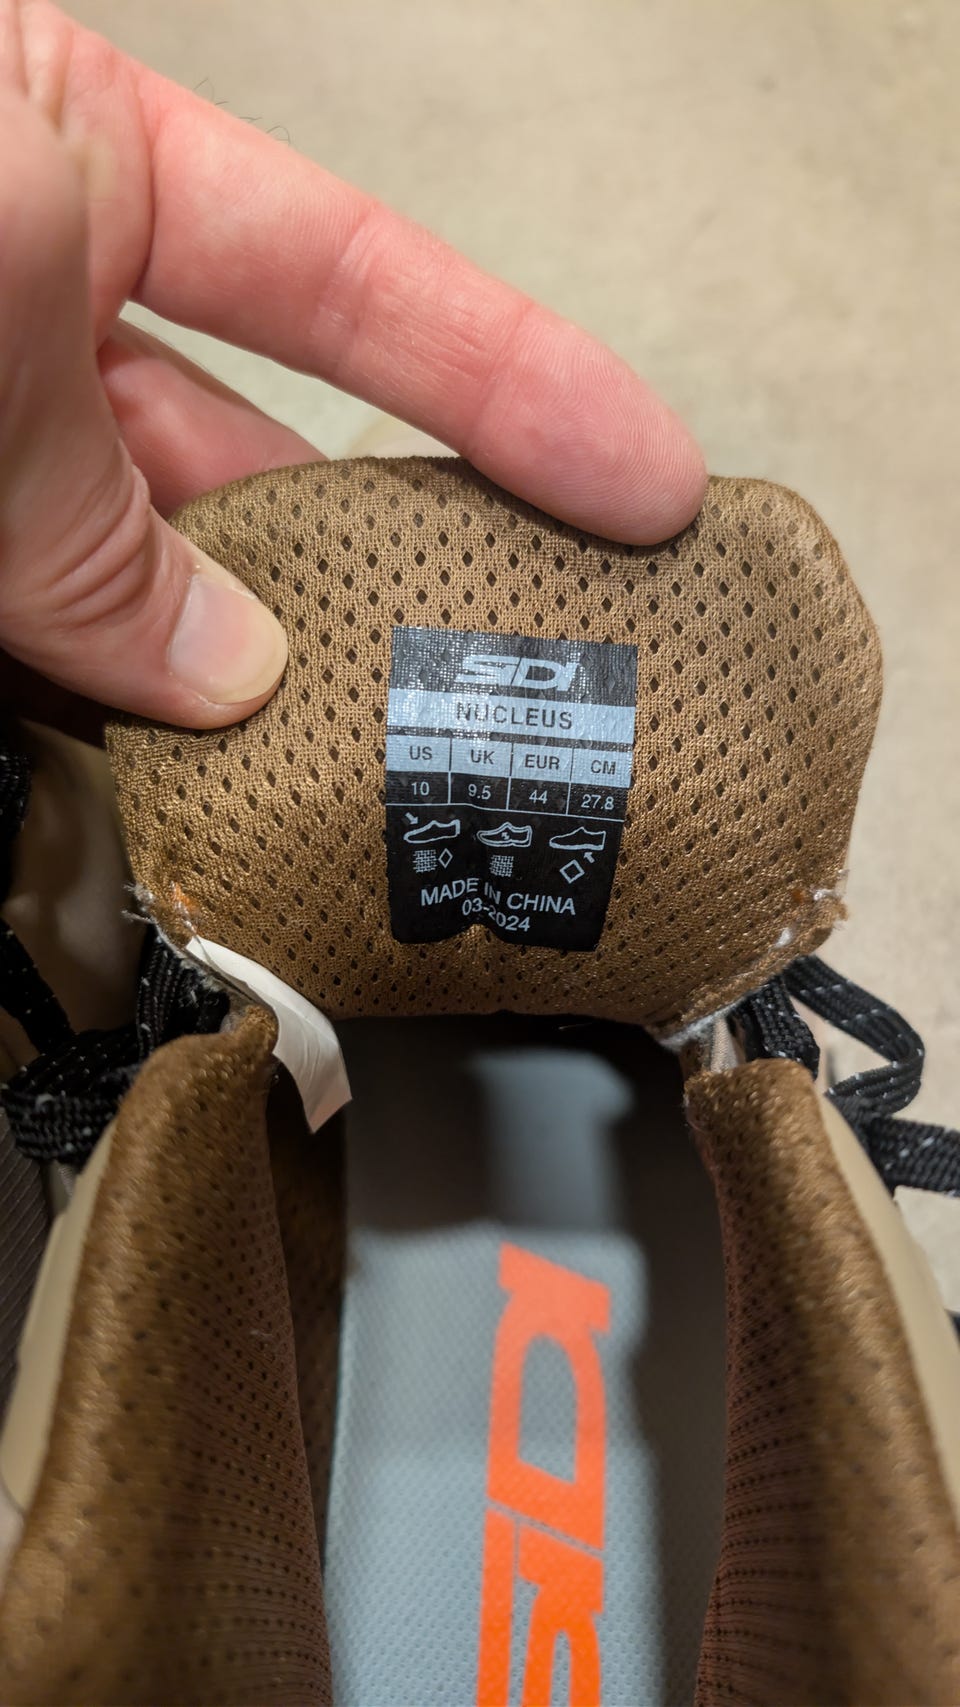 SIDI
NUCLEUS
US UK EUR CM
10 9.5 44 27.8
MADE IN CHINA
03-2024
SIDI